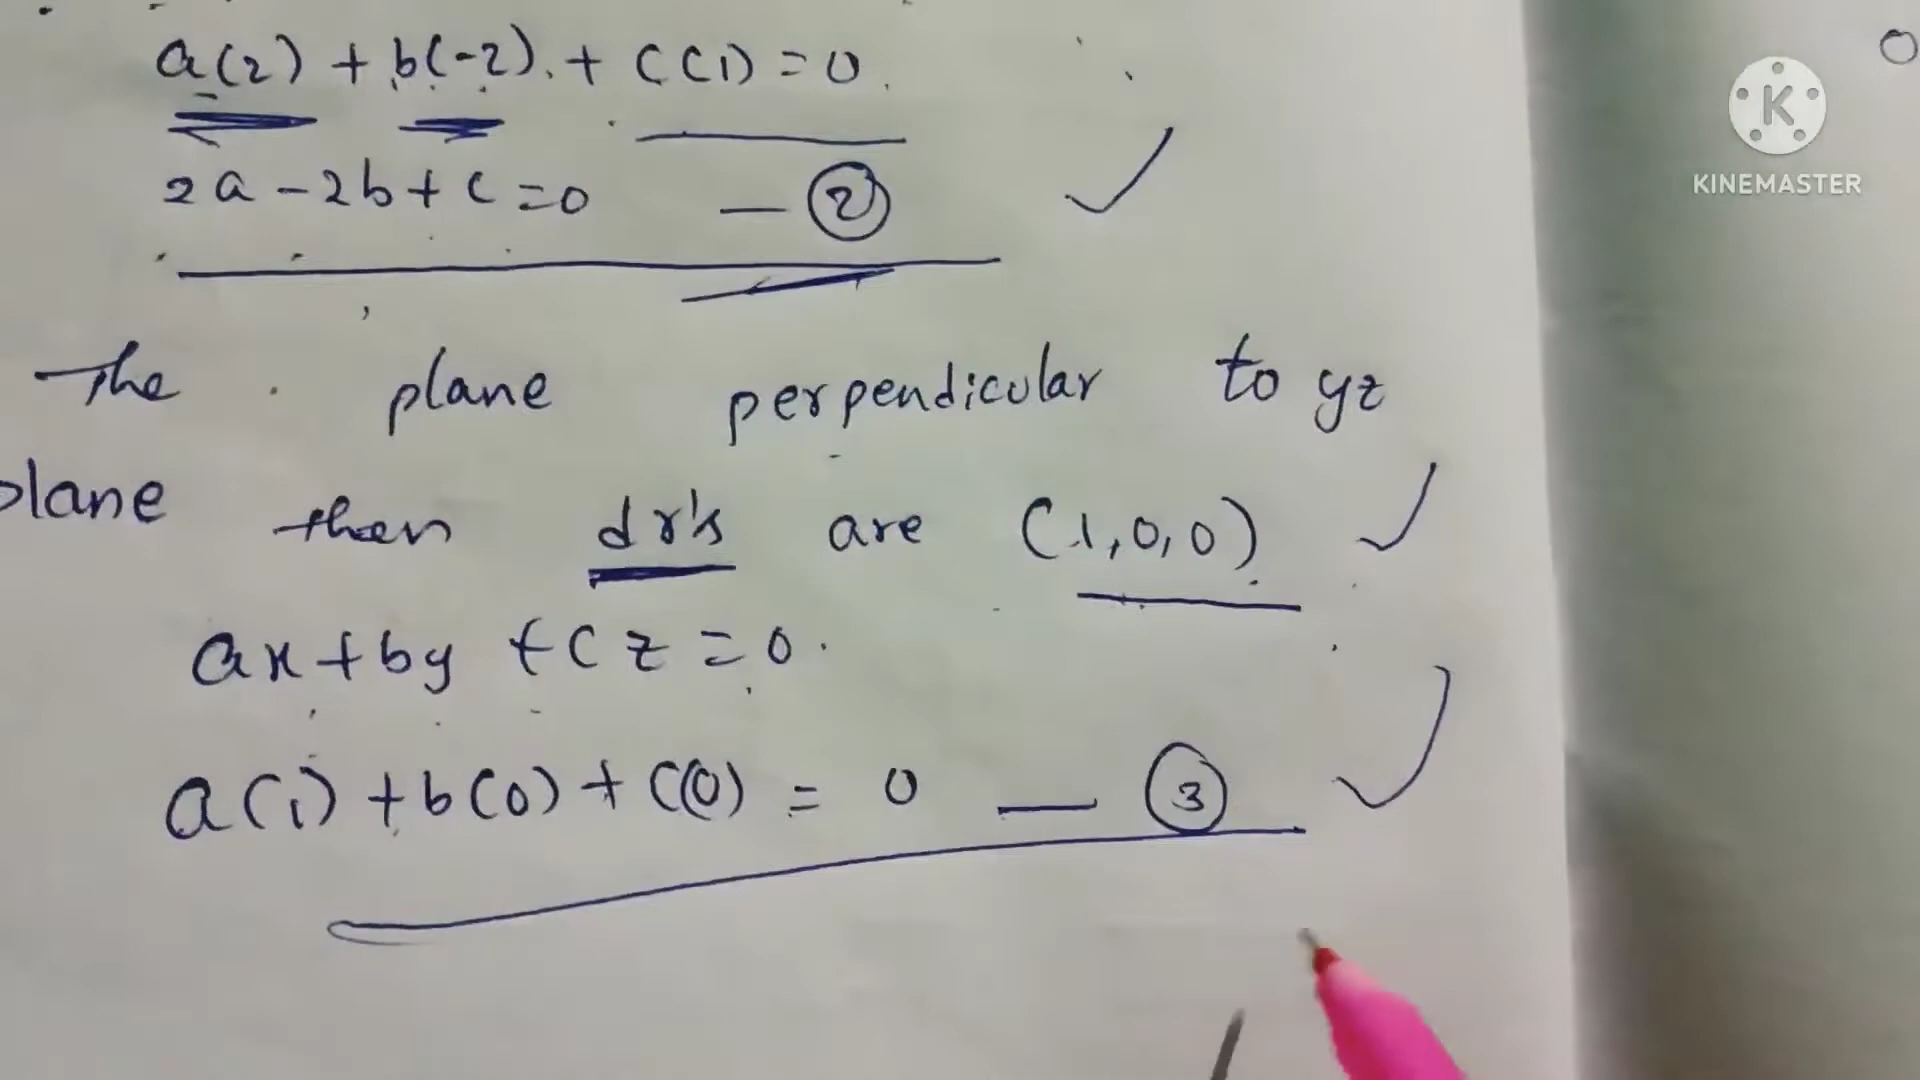 a(2) + b(-2) + C(1) = 0
K
KINEMASTER
2a - 2b + c = 0 — ②
The plane perpendicular to yz
plane then dr's are (1,0,0)
ax + by + cz = 0.
a(1) + b(0) + c(0) = 0 — ③